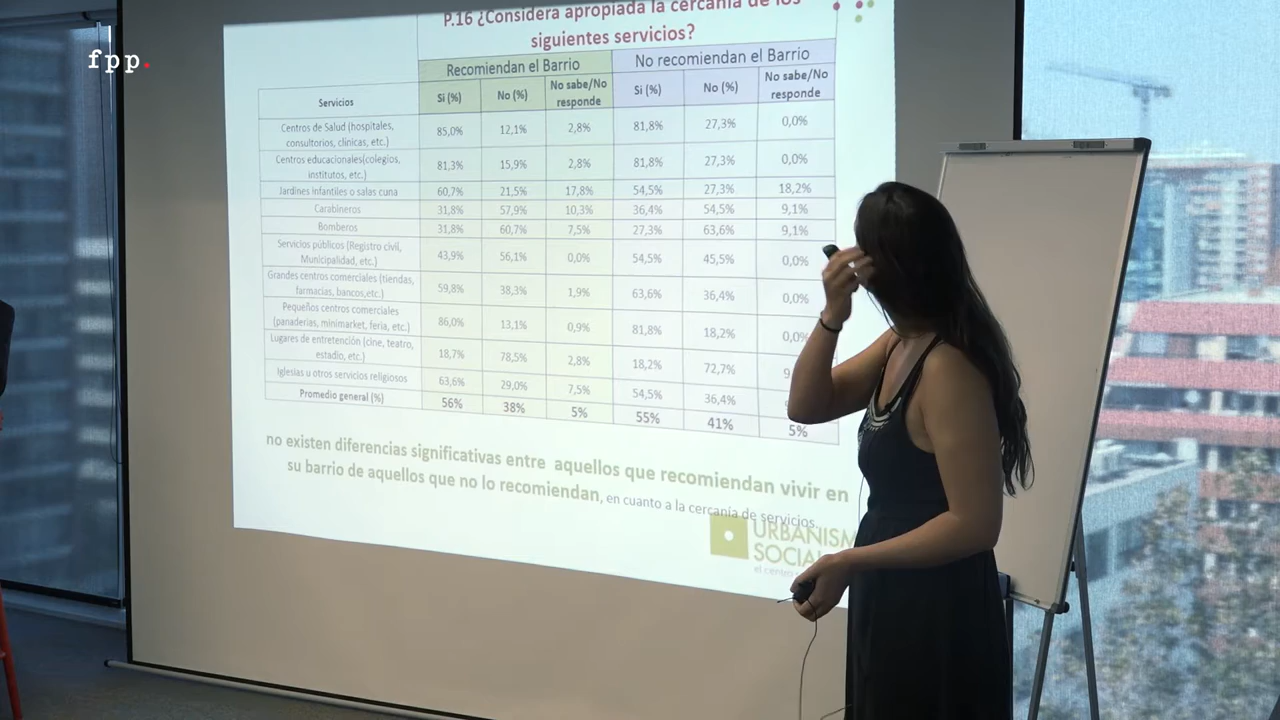 fpp.
P.16 ¿Considera apropiada la cercanía de los
siguientes servicios?
Recomiendan el Barrio
No recomiendan el Barrio
Servicios
Si (%)
No (%)
No sabe/No
responde
Si (%)
No (%)
No sabe/No
responde
Centros de Salud (hospitales,
consultorios, clínicas, etc.)
85,0%
12,1%
2,8%
81,8%
27,3%
0,0%
Centros educacionales(colegios,
institutos, etc.)
81,3%
15,9%
2,8%
81,8%
27,3%
0,0%
Jardines infantiles o salas cuna
60,7%
21,5%
17,8%
54,5%
27,3%
18,2%
Carabineros
31,8%
57,9%
10,3%
36,4%
54,5%
9,1%
Bomberos
31,8%
60,7%
7,5%
27,3%
63,6%
9,1%
Servicios públicos (Registro civil,
Municipalidad, etc.)
43,9%
56,1%
0,0%
54,5%
45,5%
0,0%
Grandes centros comerciales (tiendas,
farmacias, bancos,etc.)
59,8%
38,3%
1,9%
63,6%
36,4%
0,0%
Pequeños centros comerciales
(panaderías, minimarket, feria, etc.)
86,0%
13,1%
0,9%
81,8%
18,2%
0,0%
Lugares de entretención (cine, teatro,
estadio, etc.)
18,7%
78,5%
2,8%
18,2%
72,7%
9
Iglesias u otros servicios religiosos
63,6%
29,0%
7,5%
54,5%
36,4%
Promedio general (%)
56%
38%
5%
55%
41%
5%
no existen diferencias significativas entre aquellos que recomiendan vivir en
su barrio de aquellos que no lo recomiendan, en cuanto a la cercanía de servicios.
URBANISM
SOCIA
el centro